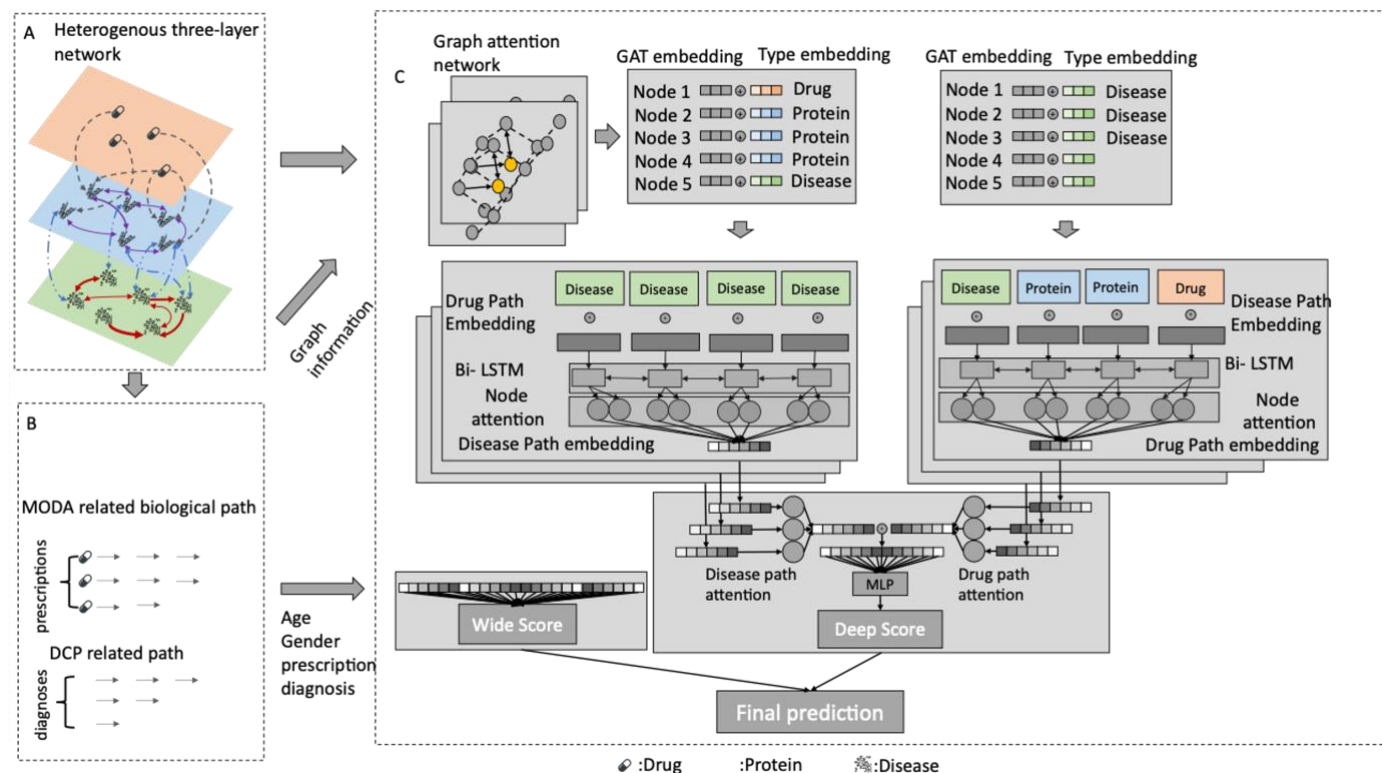 A
Heterogenous three-layer
network
Graph
information
B
MODA related biological path
prescriptions
DCP related path
diagnoses
Age
Gender
prescription
diagnosis
C
Graph attention
network
GAT embedding Type embedding
Node 1 Drug
Node 2 Protein
Node 3 Protein
Node 4 Protein
Node 5 Disease
GAT embedding Type embedding
Node 1 Disease
Node 2 Disease
Node 3 Disease
Node 4
Node 5
Drug Path
Embedding
Disease Disease Disease Disease
Bi- LSTM
Node
attention
Disease Path embedding
Disease Protein Protein Drug
Disease Path
Embedding
Bi-LSTM
Node
attention
Drug Path embedding
Disease path
attention
MLP
Drug path
attention
Wide Score
Deep Score
Final prediction
:Drug :Protein :Disease